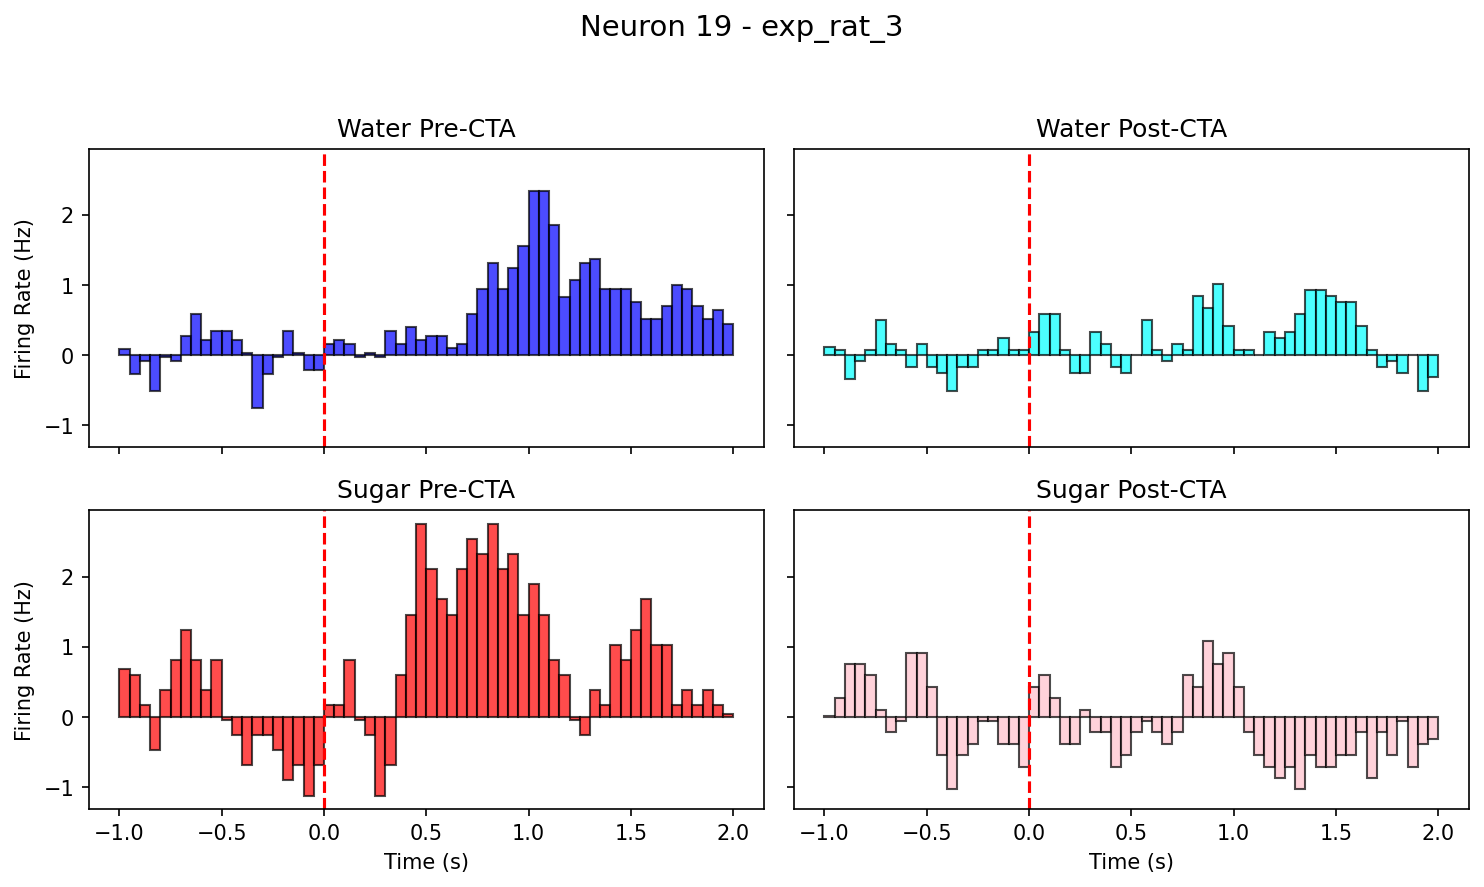 Neuron 19 - exp_rat_3
Water Pre-CTA
Water Post-CTA
Firing Rate (Hz)
2
1
0
−1
Sugar Pre-CTA
Sugar Post-CTA
Firing Rate (Hz)
2
1
0
−1
−1.0 −0.5 0.0 0.5 1.0 1.5 2.0
−1.0 −0.5 0.0 0.5 1.0 1.5 2.0
Time (s)
Time (s)